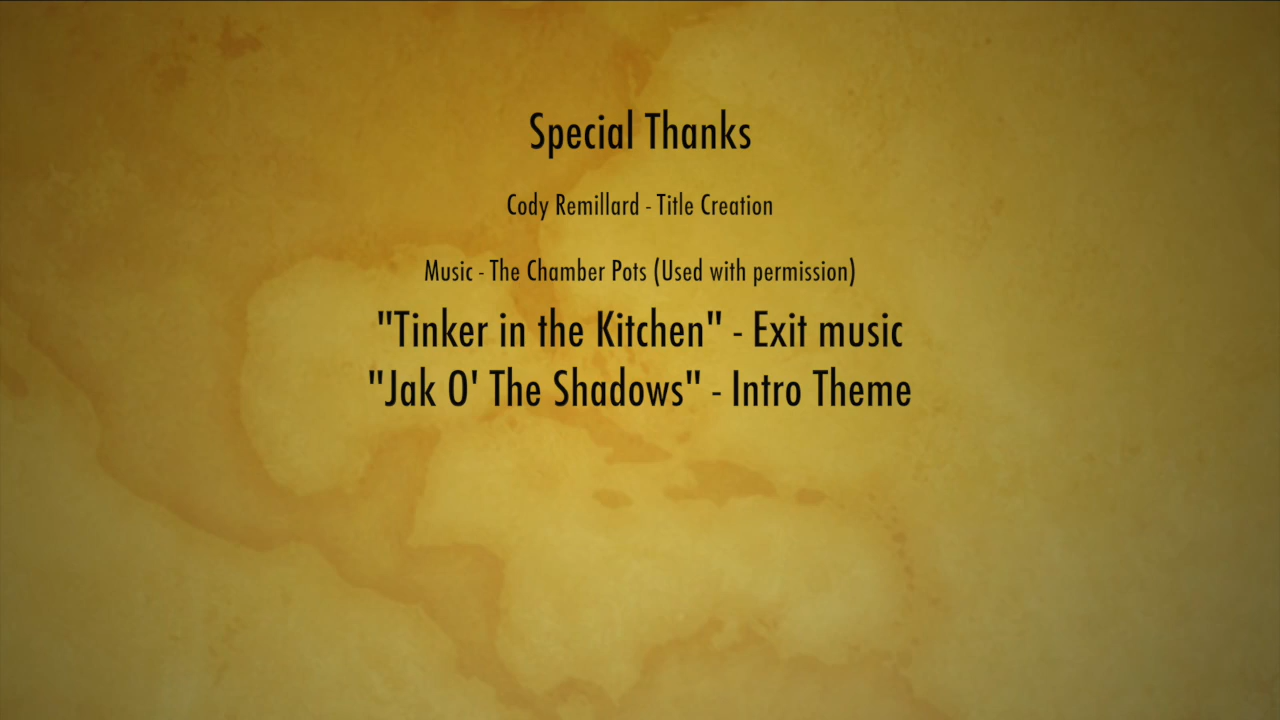 Special Thanks
Cody Remillard - Title Creation
Music - The Chamber Pots (Used with permission)
"Tinker in the Kitchen" - Exit music
"Jak O' The Shadows" - Intro Theme